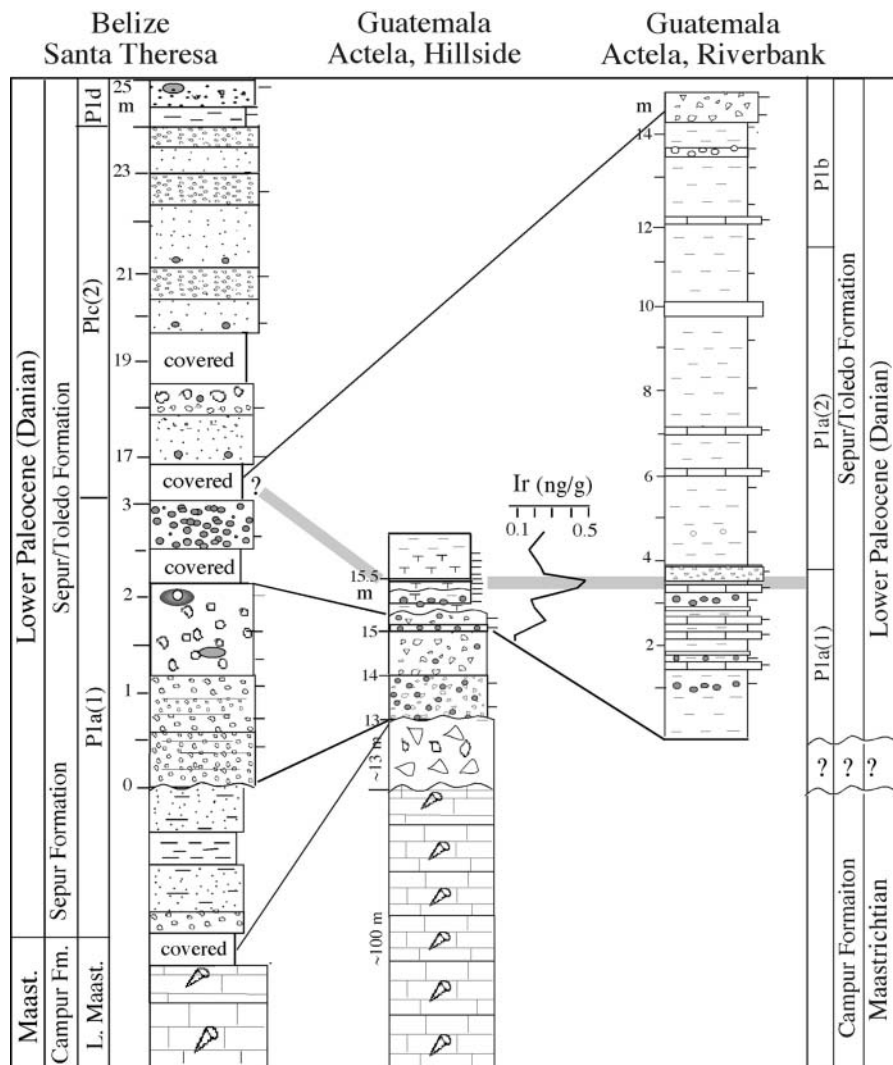 Belize
Santa Theresa
Guatemala
Actela, Hillside
Guatemala
Actela, Riverbank
Lower Paleocene (Danian)
Maast.
Sepur/Toledo Formation
Sepur Formation
Campur Fm.
P1d
Plc(2)
P1a(1)
L. Maast.
25
m
23
21
19
covered
17
covered
?
3
covered
2
1
0
covered
15.5
m
15
14
13
~13 m
~100 m
Ir (ng/g)
0.1
0.5
m
14
12
10
8
6
4
2
P1b
P1a(2)
P1a(1)
Sepur/Toledo Formation
Lower Paleocene (Danian)
?
?
?
Campur Formaiton
Maastrichtian